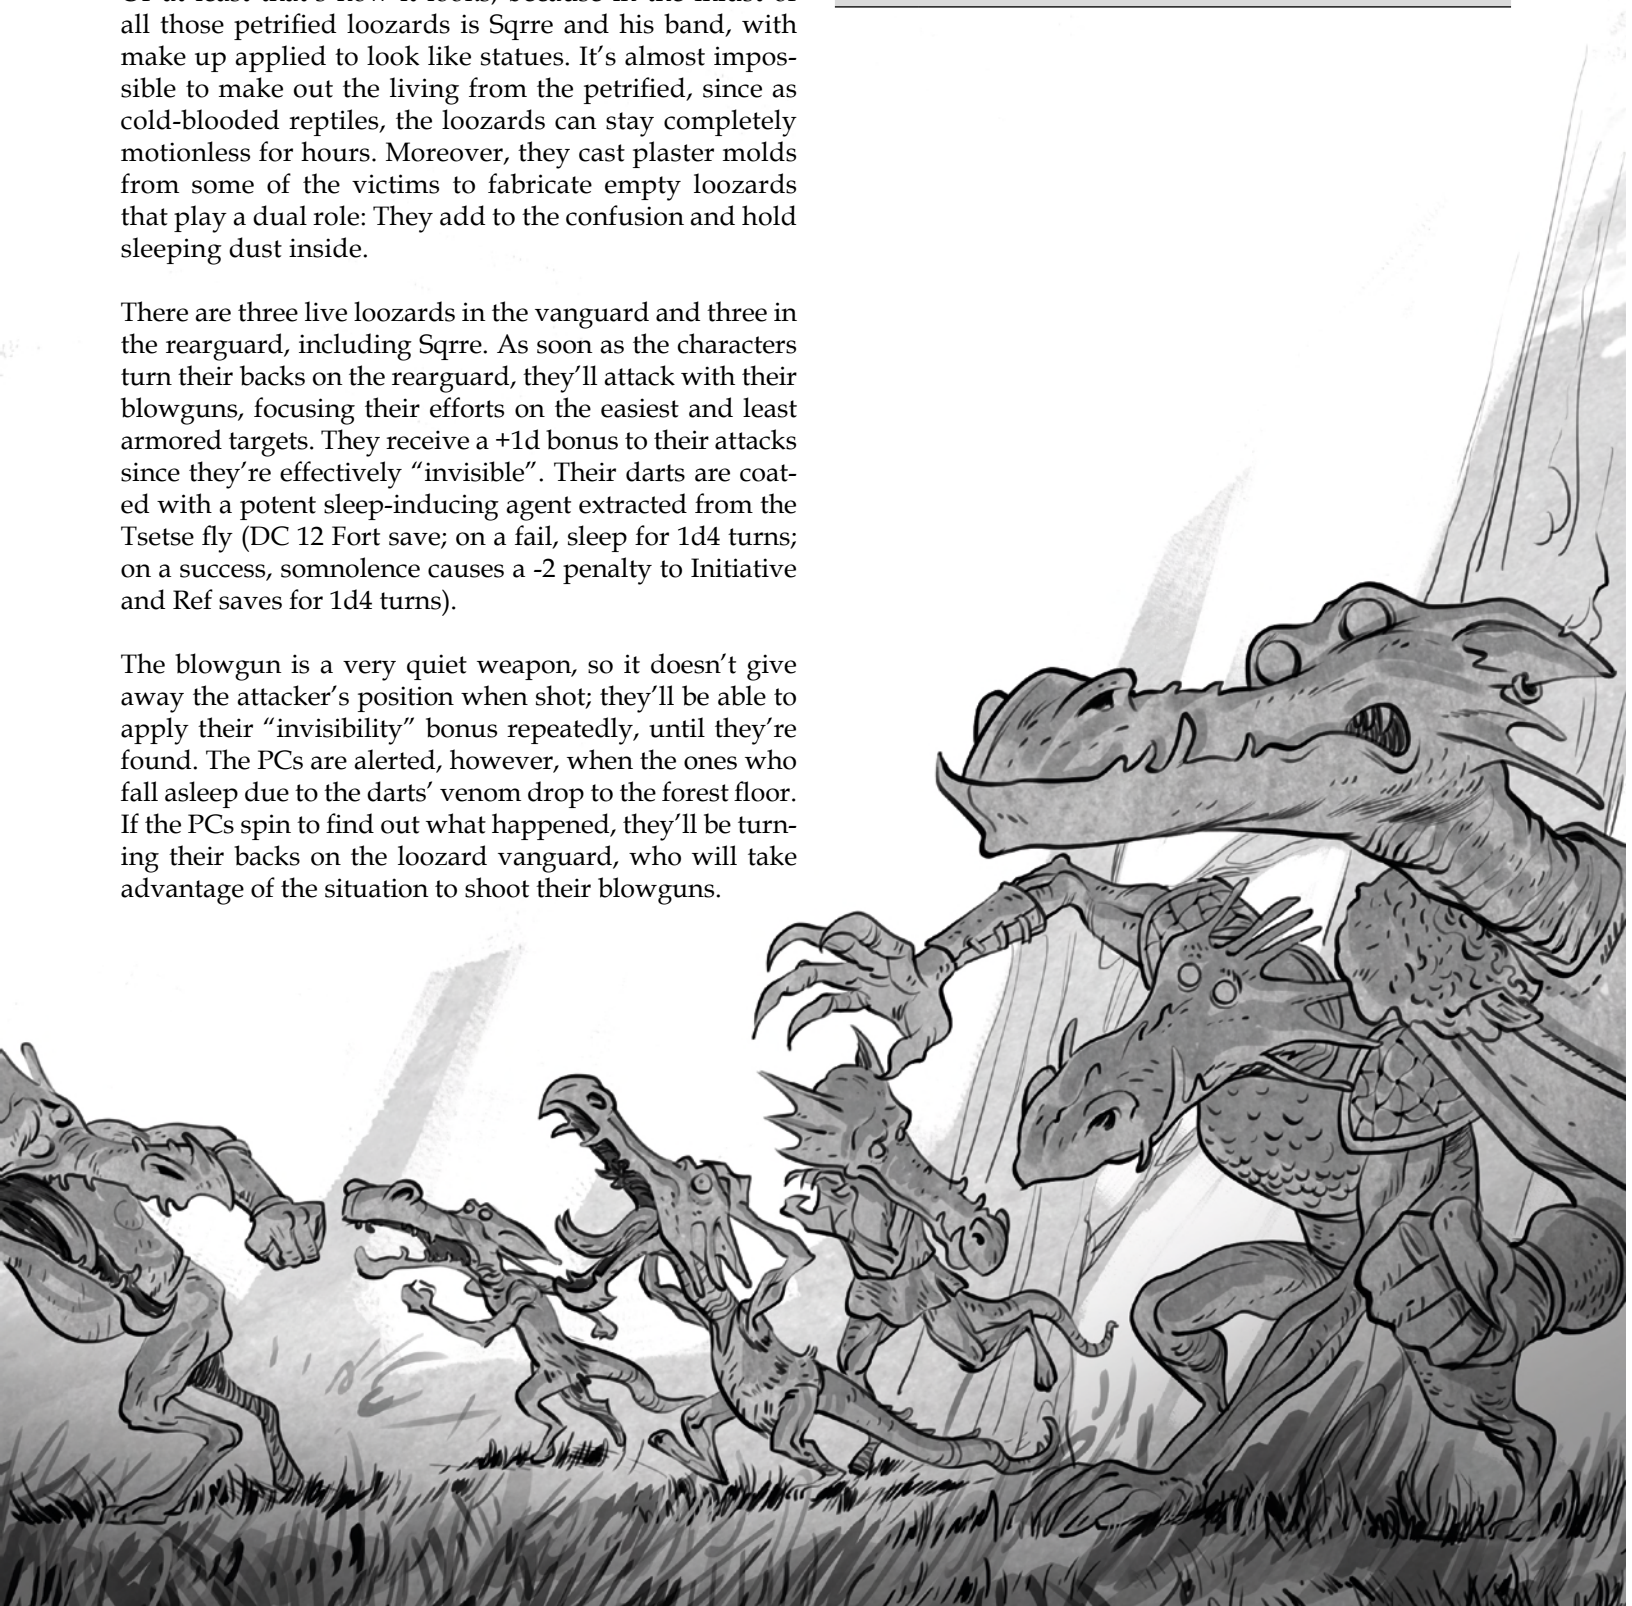 all those petrified loozards is Sqrre and his band, with
make up applied to look like statues. It’s almost impos-
sible to make out the living from the petrified, since as
cold-blooded reptiles, the loozards can stay completely
motionless for hours. Moreover, they cast plaster molds
from some of the victims to fabricate empty loozards
that play a dual role: They add to the confusion and hold
sleeping dust inside.
There are three live loozards in the vanguard and three in
the rearguard, including Sqrre. As soon as the characters
turn their backs on the rearguard, they’ll attack with their
blowguns, focusing their efforts on the easiest and least
armored targets. They receive a +1d bonus to their attacks
since they’re effectively “invisible”. Their darts are coat-
ed with a potent sleep-inducing agent extracted from the
Tsetse fly (DC 12 Fort save; on a fail, sleep for 1d4 turns;
on a success, somnolence causes a -2 penalty to Initiative
and Ref saves for 1d4 turns).
The blowgun is a very quiet weapon, so it doesn’t give
away the attacker’s position when shot; they’ll be able to
apply their “invisibility” bonus repeatedly, until they’re
found. The PCs are alerted, however, when the ones who
fall asleep due to the darts’ venom drop to the forest floor.
If the PCs spin to find out what happened, they’ll be turn-
ing their backs on the loozard vanguard, who will take
advantage of the situation to shoot their blowguns.